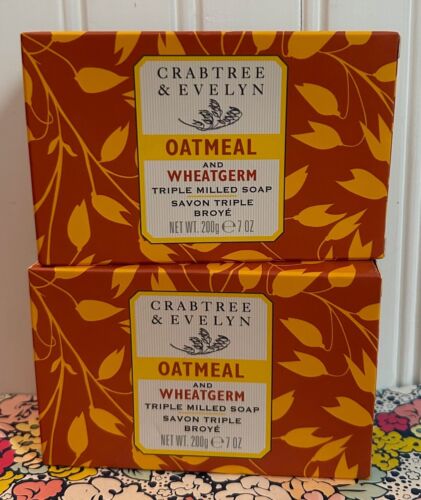 CRABTREE
& EVELYN
OATMEAL
AND
WHEATGERM
TRIPLE MILLED SOAP
SAVON TRIPLE
BROYÉ
NET WT. 200g ℮ 7 OZ
CRABTREE
& EVELYN
OATMEAL
AND
WHEATGERM
TRIPLE MILLED SOAP
SAVON TRIPLE
BROYÉ
NET WT. 200g ℮ 7 OZ